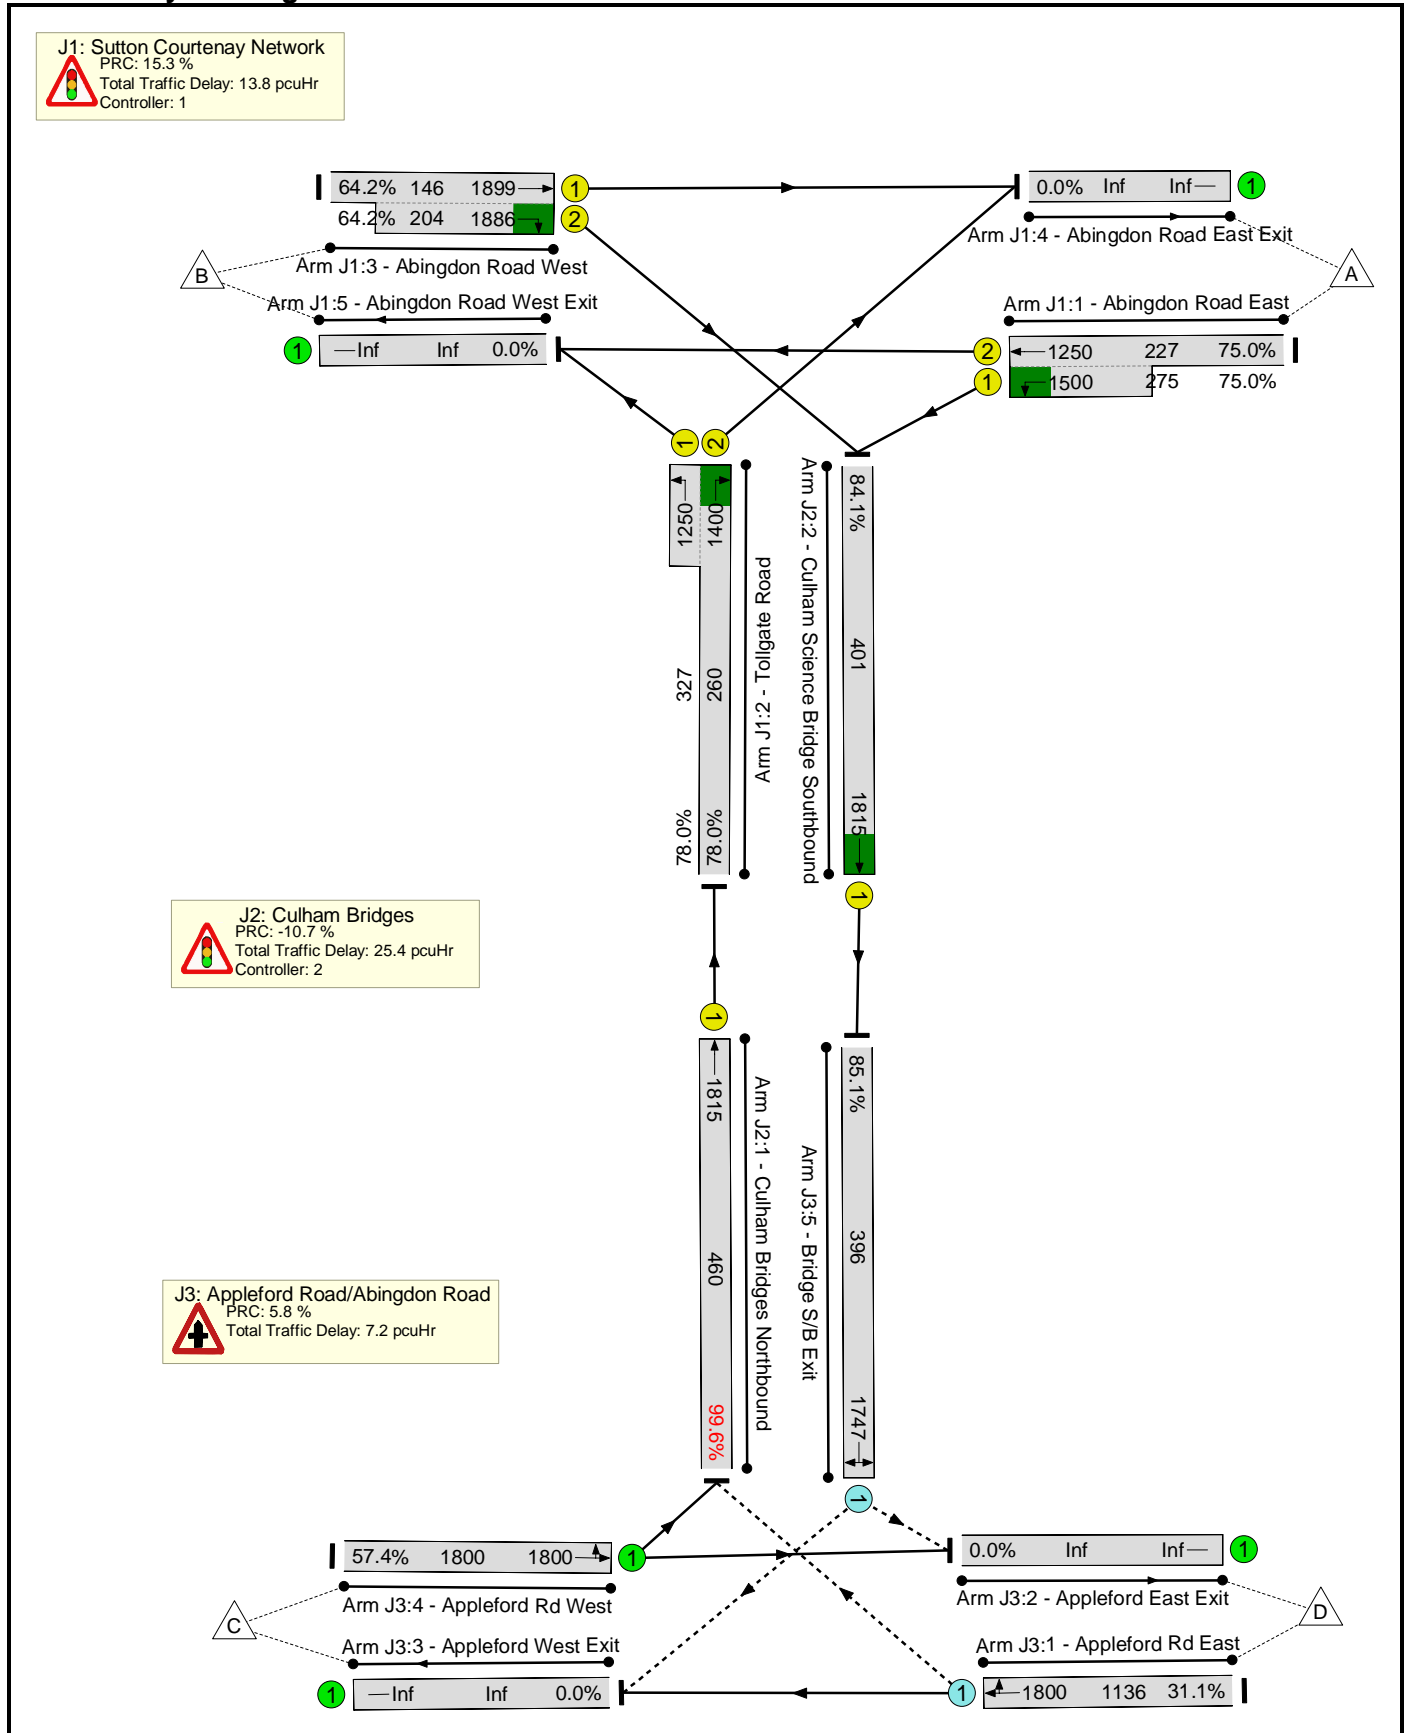 J1: Sutton Courtenay Network
PRC: 15.3 %
Total Traffic Delay: 13.8 pcuHr
Controller: 1
64.2% 146 1899
1
64.2% 204 1886
2
Arm J1:3 - Abingdon Road West
B
Arm J1:5 - Abingdon Road West Exit
1
Inf Inf 0.0%
0.0% Inf Inf
1
Arm J1:4 - Abingdon Road East Exit
A
Arm J1:1 - Abingdon Road East
2
1250 227 75.0%
1
1500 275 75.0%
1
2
1250 327 78.0%
1400 260 78.0%
Arm J1:2 - Tollgate Road
Arm J2:2 - Culham Science Bridge Southbound
84.1% 401 1815
1
J2: Culham Bridges
PRC: -10.7 %
Total Traffic Delay: 25.4 pcuHr
Controller: 2
1
1815 460 99.6%
Arm J2:1 - Culham Bridges Northbound
Arm J3:5 - Bridge S/B Exit
85.1% 396 1747
1
J3: Appleford Road/Abingdon Road
PRC: 5.8 %
Total Traffic Delay: 7.2 pcuHr
57.4% 1800 1800
1
Arm J3:4 - Appleford Rd West
C
Arm J3:3 - Appleford West Exit
1
Inf Inf 0.0%
0.0% Inf Inf
1
Arm J3:2 - Appleford East Exit
D
Arm J3:1 - Appleford Rd East
1
1800 1136 31.1%